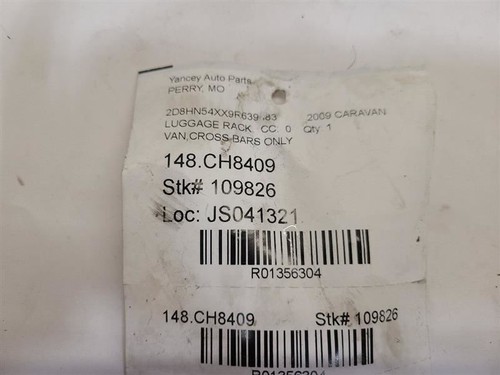 Yancey Auto Parts
PERRY, MO
2009 CARAVAN
LUGGAGE RACK, CC, 0 Qty 1
VAN,CROSS BARS ONLY
148.CH8409
Stk# 109826
Loc: JS041321
R01356304
148.CH8409 Stk# 109826
R01356304